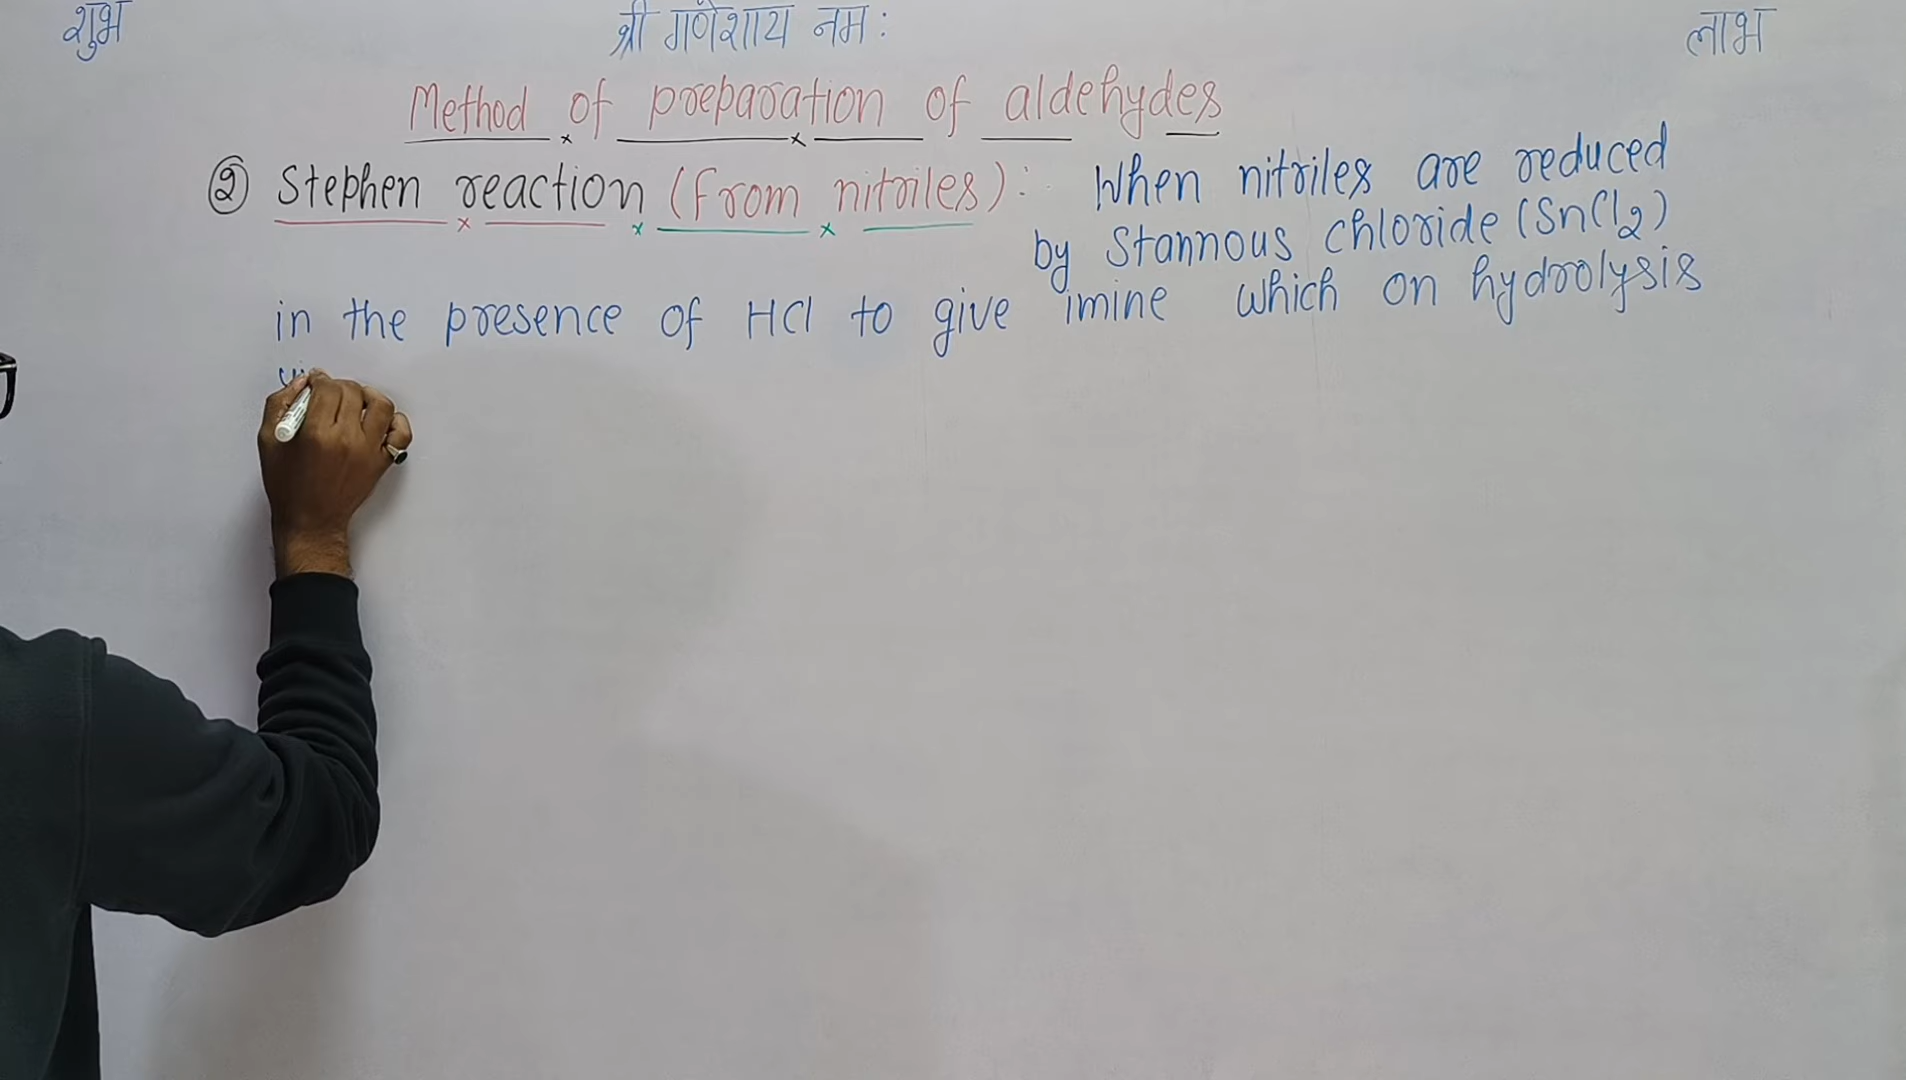 शुभ श्री गणेशाय नम: लाभ
Method of preparation of aldehydes
② Stephen reaction (From nitriles): When nitriles are reduced
by Stannous chloride (SnCl2)
in the presence of HCl to give imine which on hydrolysis